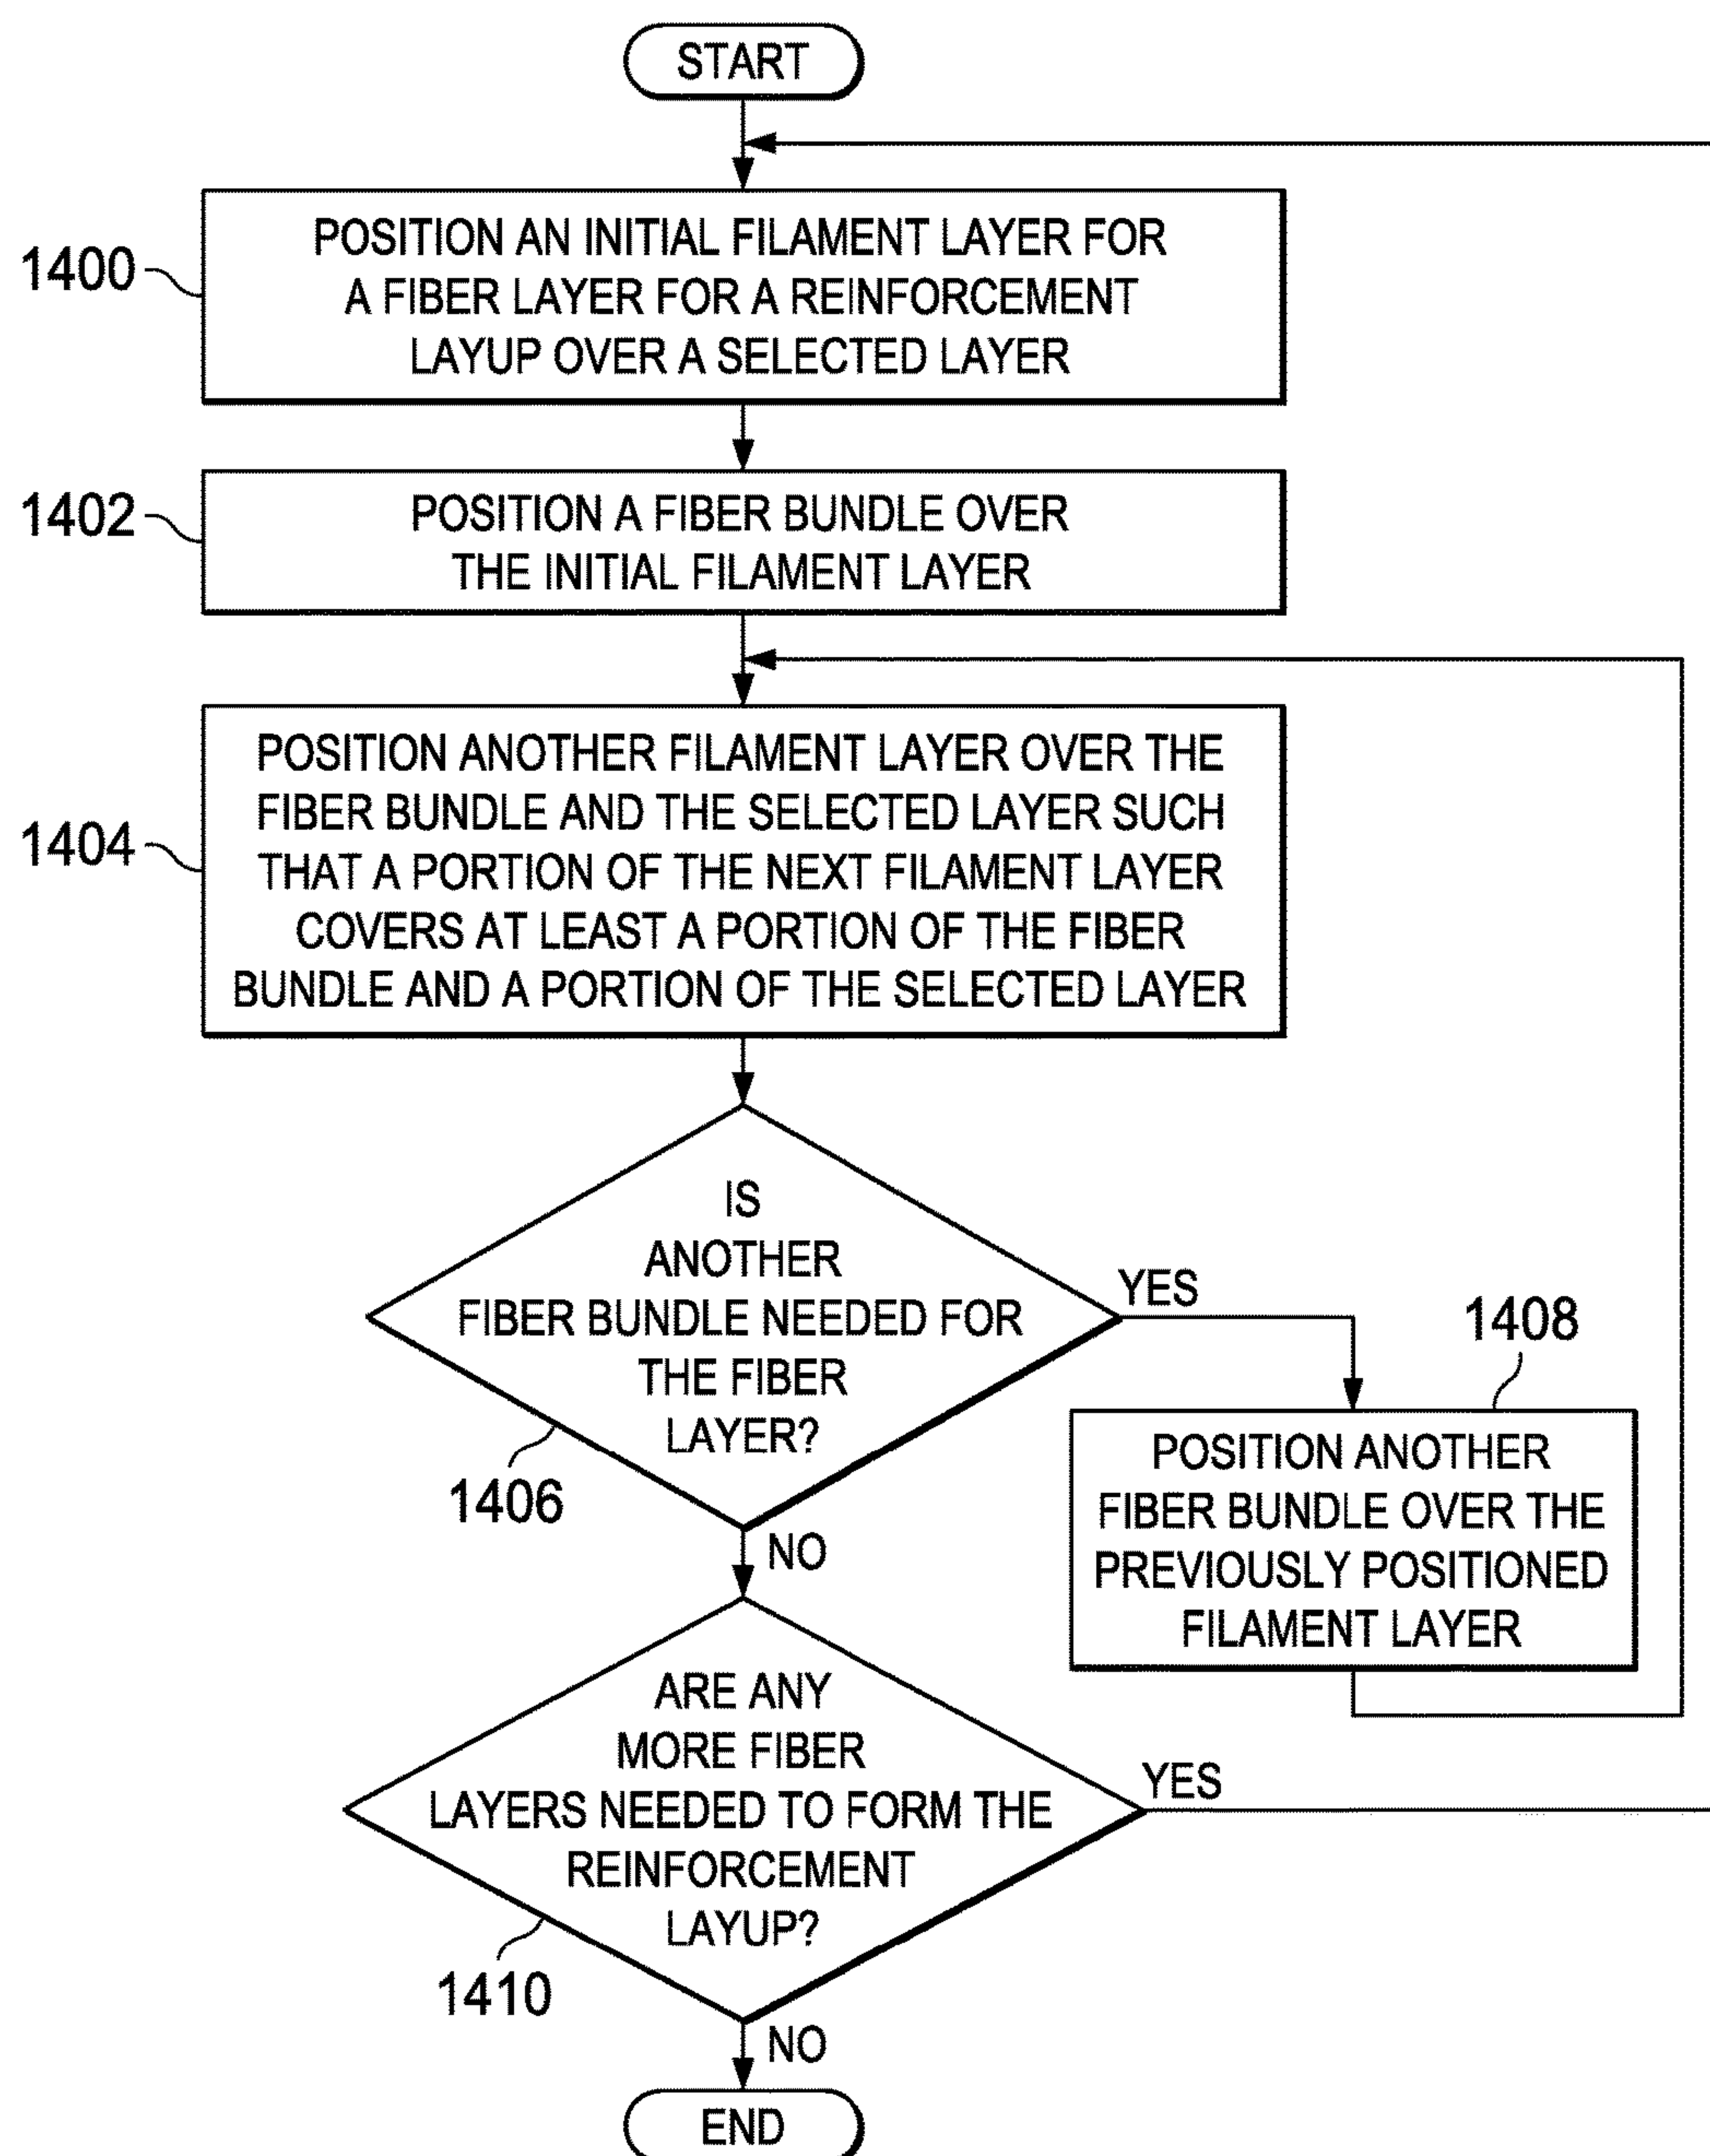 START
1400
POSITION AN INITIAL FILAMENT LAYER FOR
A FIBER LAYER FOR A REINFORCEMENT
LAYUP OVER A SELECTED LAYER
1402
POSITION A FIBER BUNDLE OVER
THE INITIAL FILAMENT LAYER
1404
POSITION ANOTHER FILAMENT LAYER OVER THE
FIBER BUNDLE AND THE SELECTED LAYER SUCH
THAT A PORTION OF THE NEXT FILAMENT LAYER
COVERS AT LEAST A PORTION OF THE FIBER
BUNDLE AND A PORTION OF THE SELECTED LAYER
IS
ANOTHER
FIBER BUNDLE NEEDED FOR
THE FIBER
LAYER?
1406
YES
1408
POSITION ANOTHER
FIBER BUNDLE OVER THE
PREVIOUSLY POSITIONED
FILAMENT LAYER
NO
ARE ANY
MORE FIBER
LAYERS NEEDED TO FORM THE
REINFORCEMENT
LAYUP?
1410
YES
NO
END